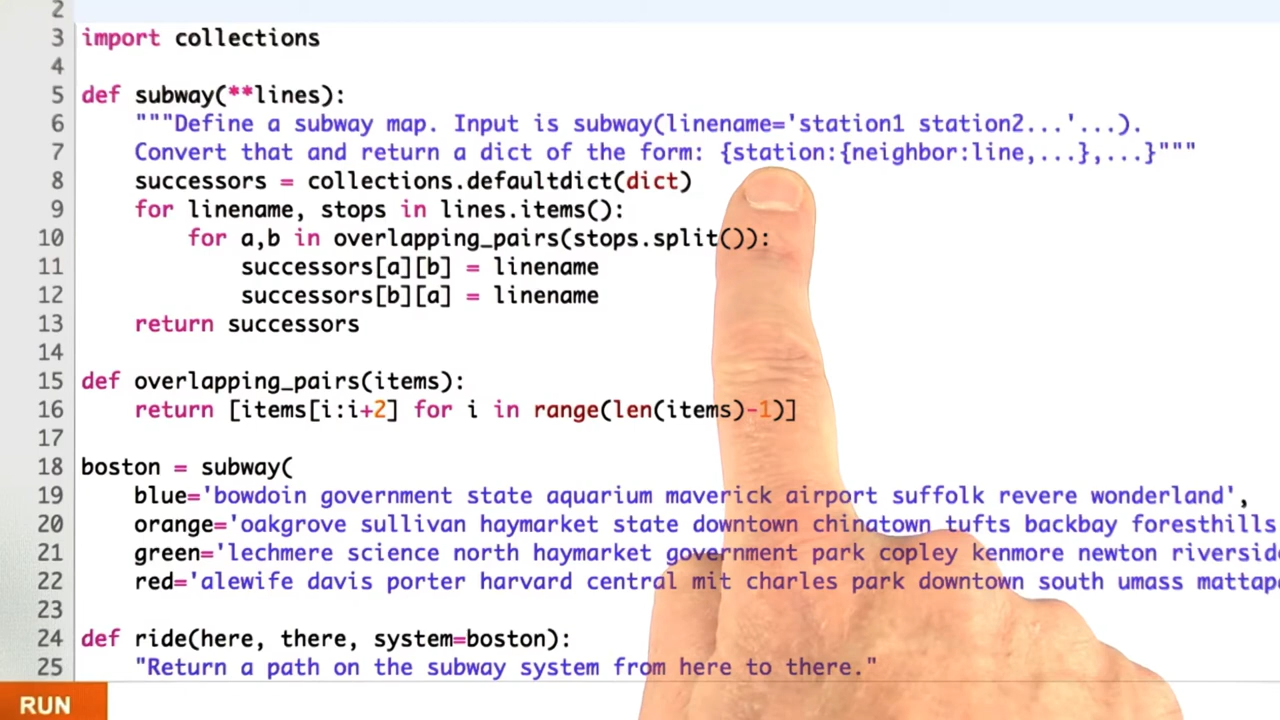 2
3 import collections
4
5 def subway(**lines):
6 """Define a subway map. Input is subway(linename='station1 station2...'...).
7 Convert that and return a dict of the form: {station:{neighbor:line,...},...}"""
8 successors = collections.defaultdict(dict)
9 for linename, stops in lines.items():
10 for a,b in overlapping_pairs(stops.split()):
11 successors[a][b] = linename
12 successors[b][a] = linename
13 return successors
14
15 def overlapping_pairs(items):
16 return [items[i:i+2] for i in range(len(items)-1)]
17
18 boston = subway(
19 blue='bowdoin government state aquarium maverick airport suffolk revere wonderland',
20 orange='oakgrove sullivan haymarket state downtown chinatown tufts backbay foresthills
21 green='lechmere science north haymarket government park copley kenmore newton riverside
22 red='alewife davis porter harvard central mit charles park downtown south umass mattapa
23
24 def ride(here, there, system=boston):
25 "Return a path on the subway system from here to there."
RUN